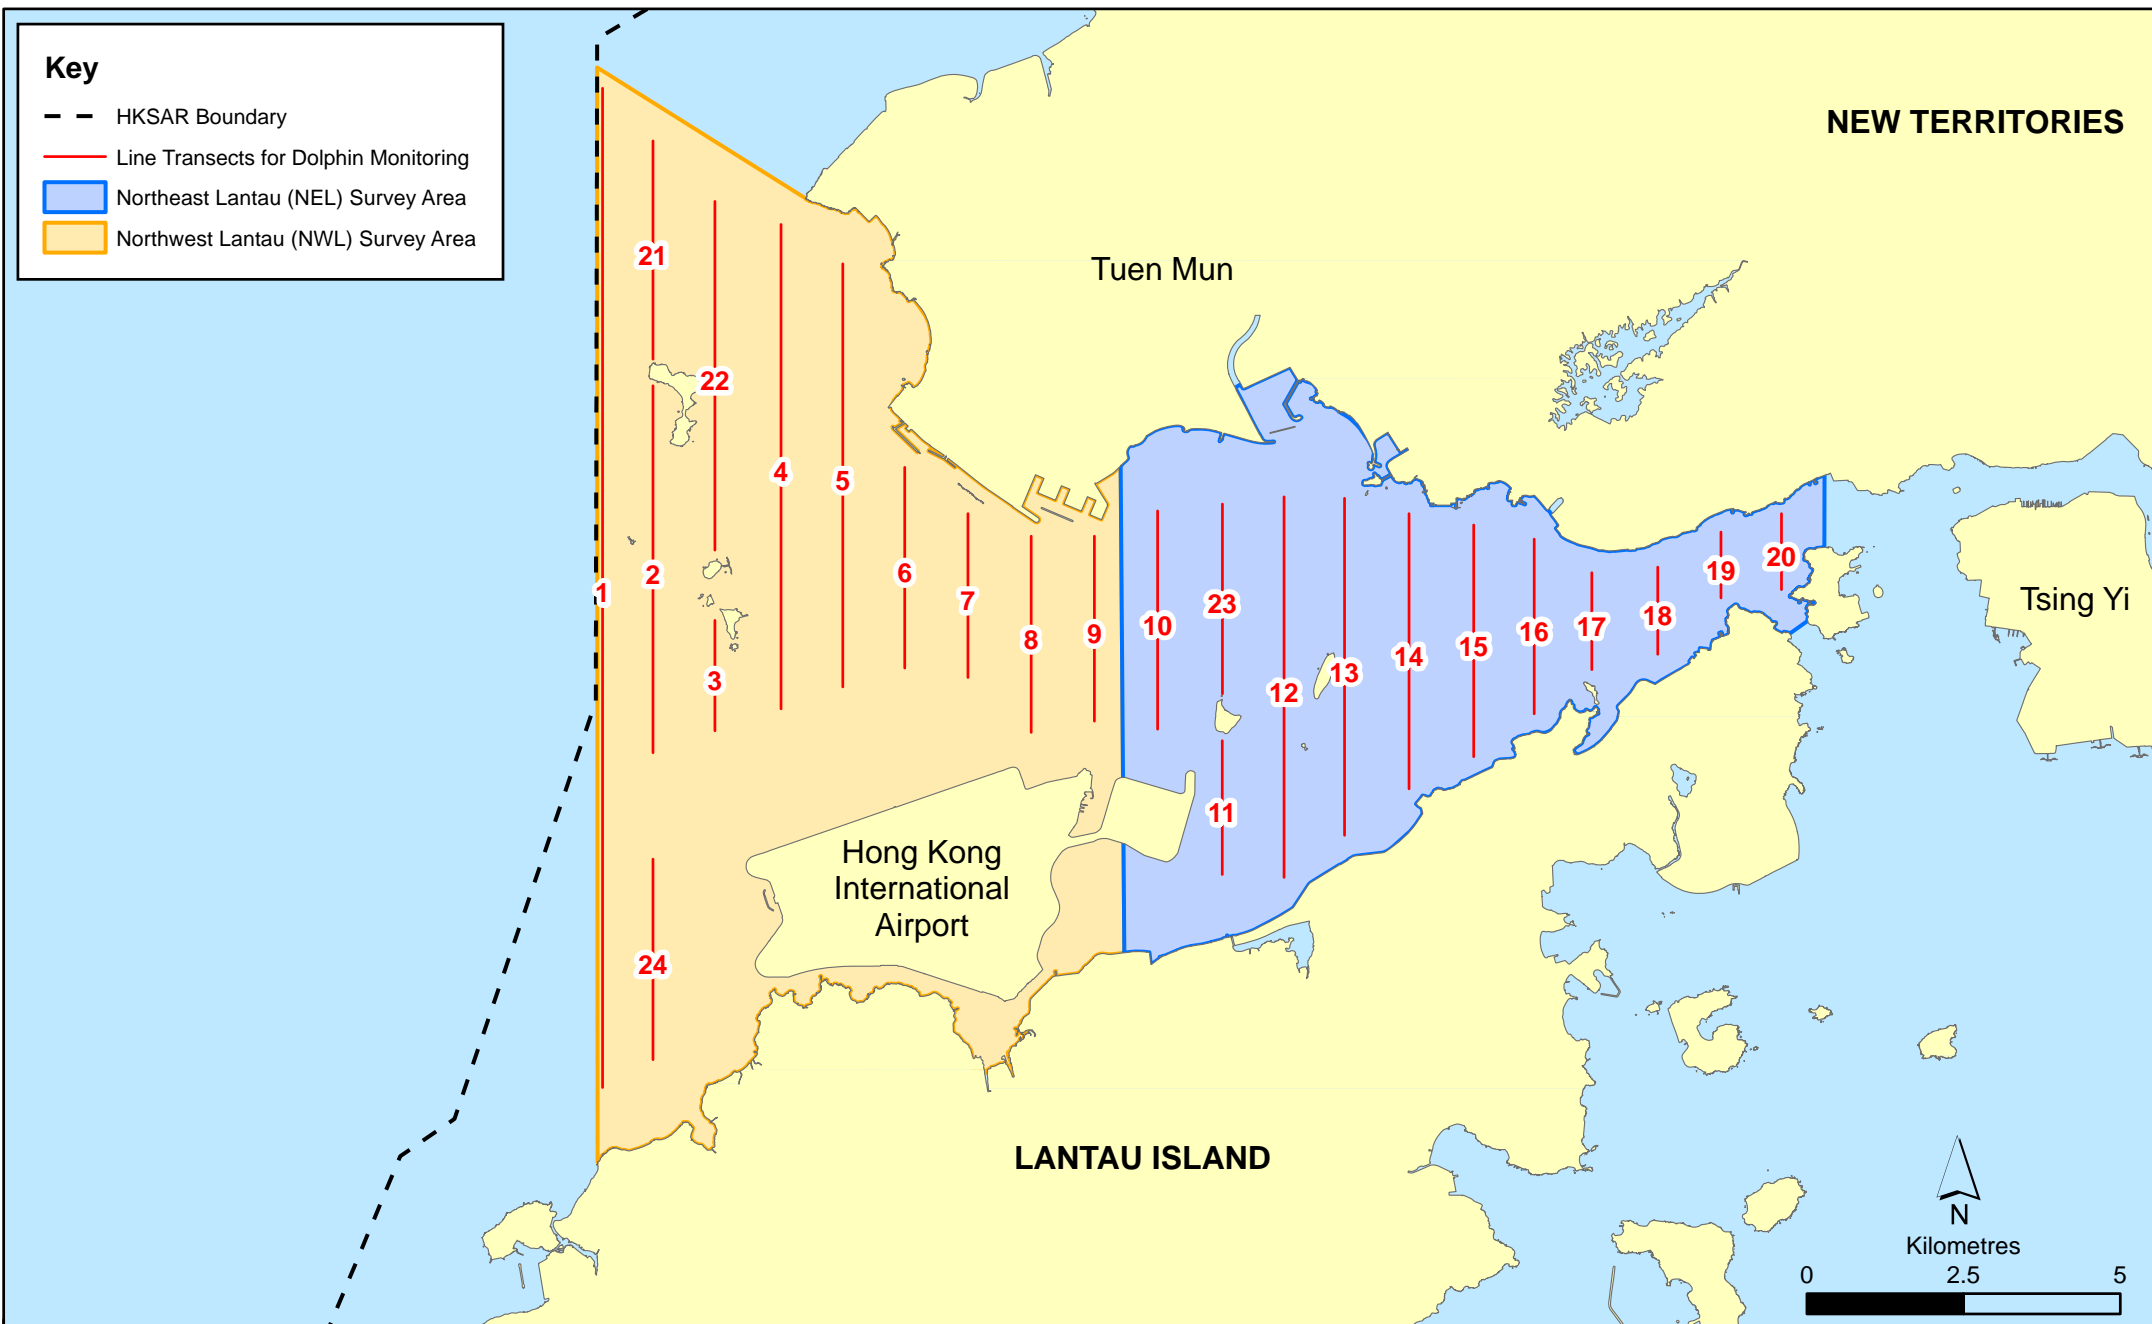 Key
HKSAR Boundary
Line Transects for Dolphin Monitoring
Northeast Lantau (NEL) Survey Area
Northwest Lantau (NWL) Survey Area
NEW TERRITORIES
Tuen Mun
21
22
4
5
2
1
6
7
3
8
9
10
23
12
13
14
15
16
17
18
19
20
Tsing Yi
11
24
Hong Kong
International
Airport
LANTAU ISLAND
N
Kilometres
0 2.5 5